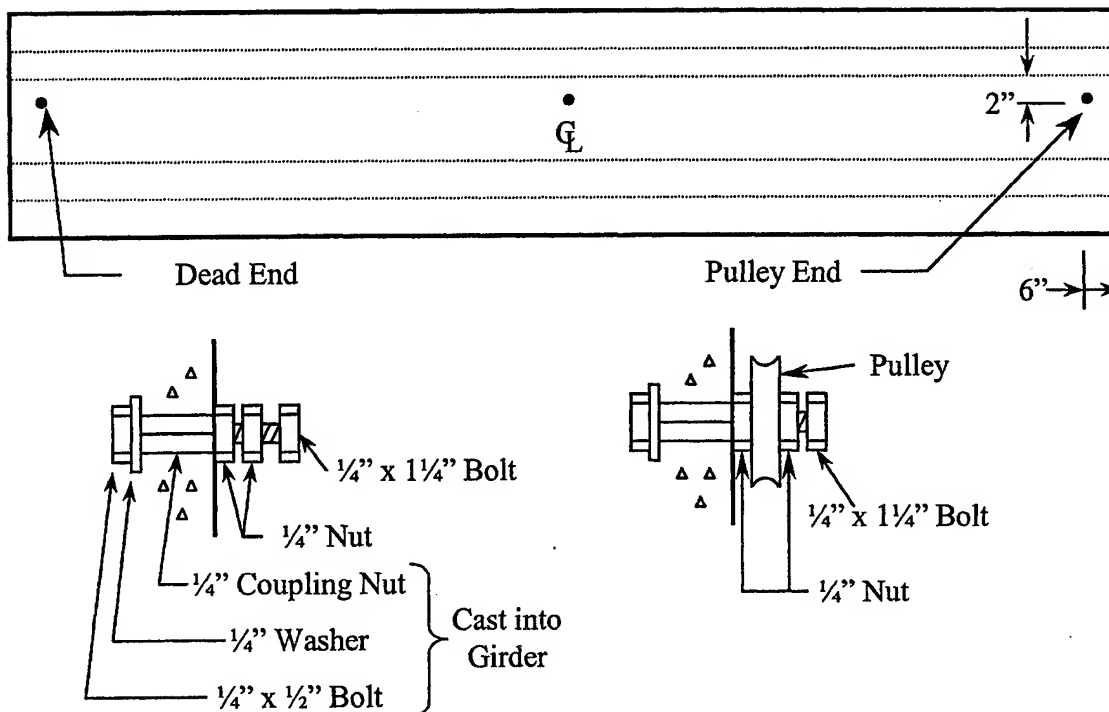 2”
℄
Dead End
Pulley End
6”
Pulley
¼” x 1¼” Bolt
¼” x 1¼” Bolt
¼” Nut
¼” Nut
¼” Coupling Nut
Cast into
Girder
¼” Washer
¼” x ½” Bolt